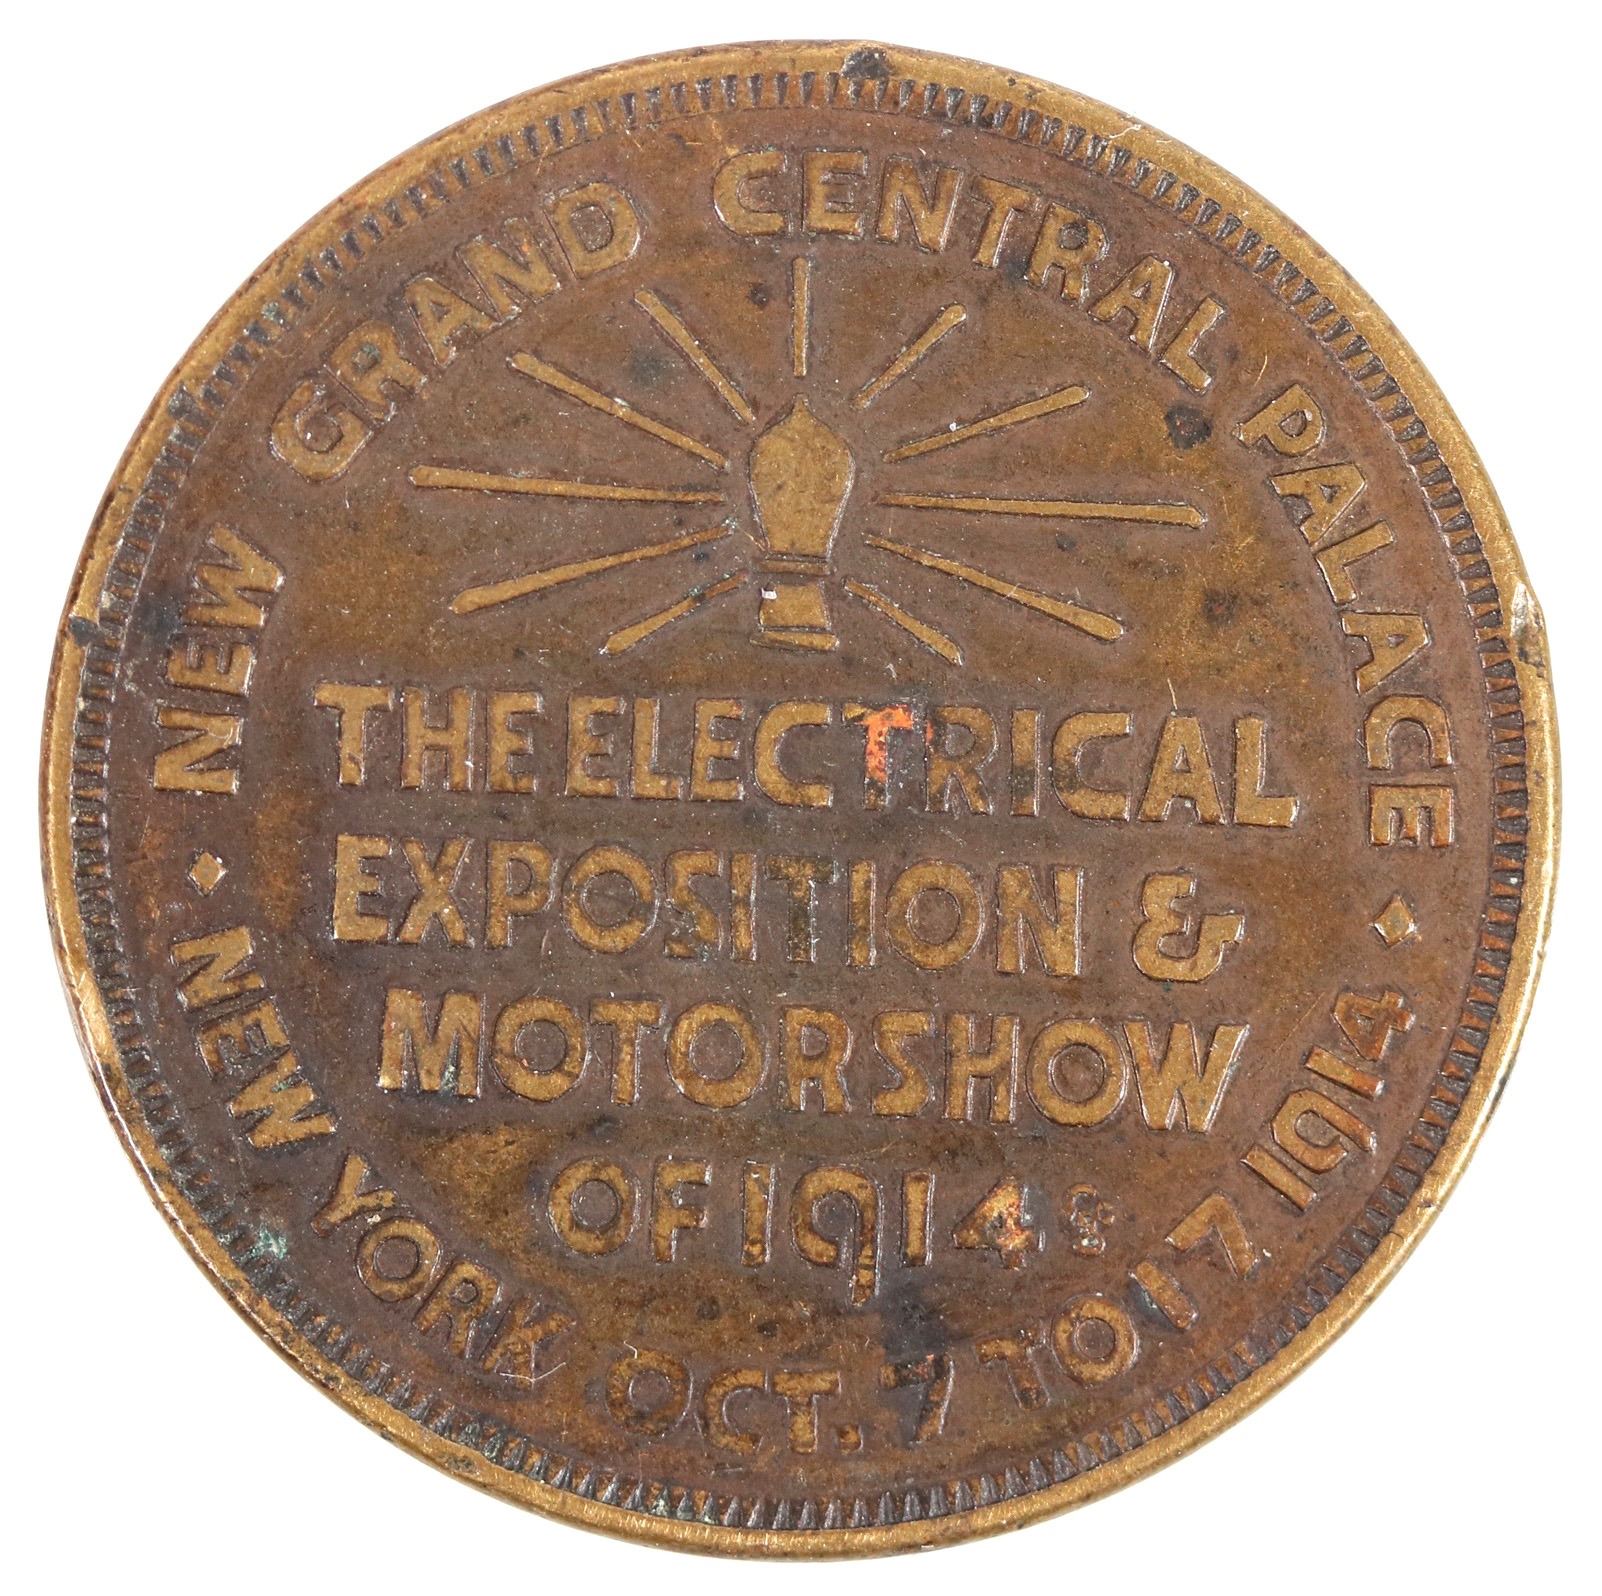 NEW GRAND CENTRAL PALACE
THE ELECTRICAL
EXPOSITION &
MOTOR SHOW
OF 1914
NEW YORK OCT. 7 TO 17 1914